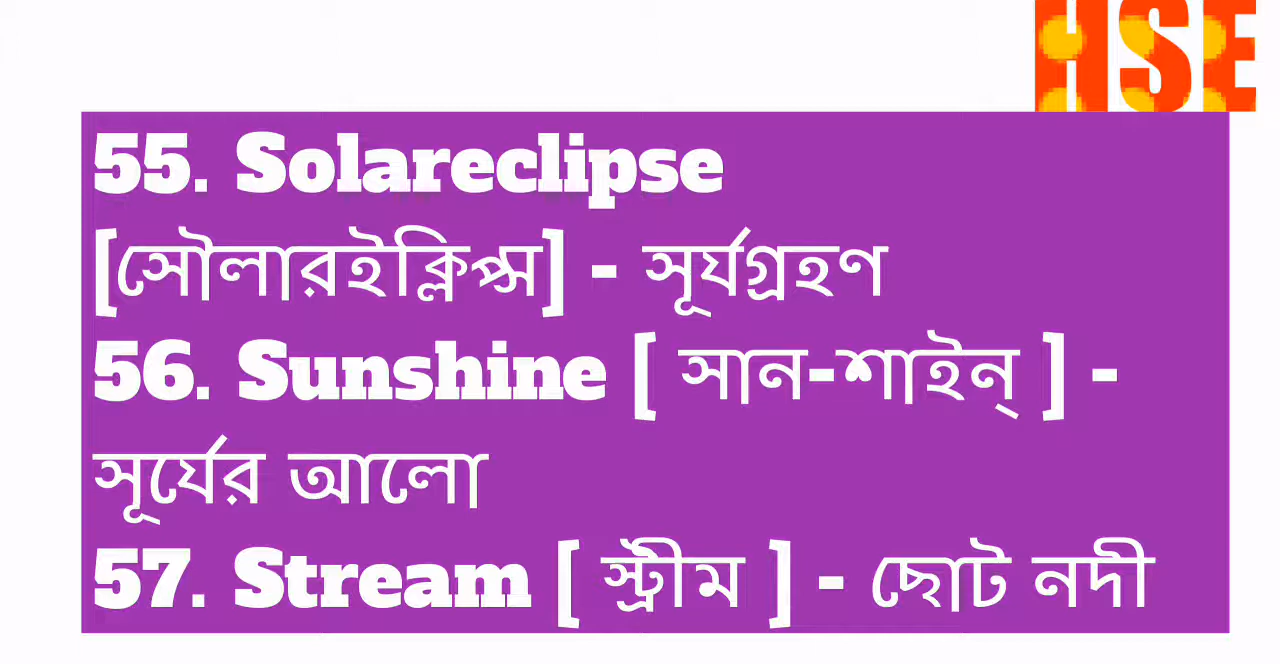 HSE
55. Solareclipse
[সৌলারইক্লিপ্স] - সূর্যগ্রহণ
56. Sunshine [ সান-শাইন্ ] -
সূর্যের আলো
57. Stream [ স্ট্রীম ] - ছোট নদী